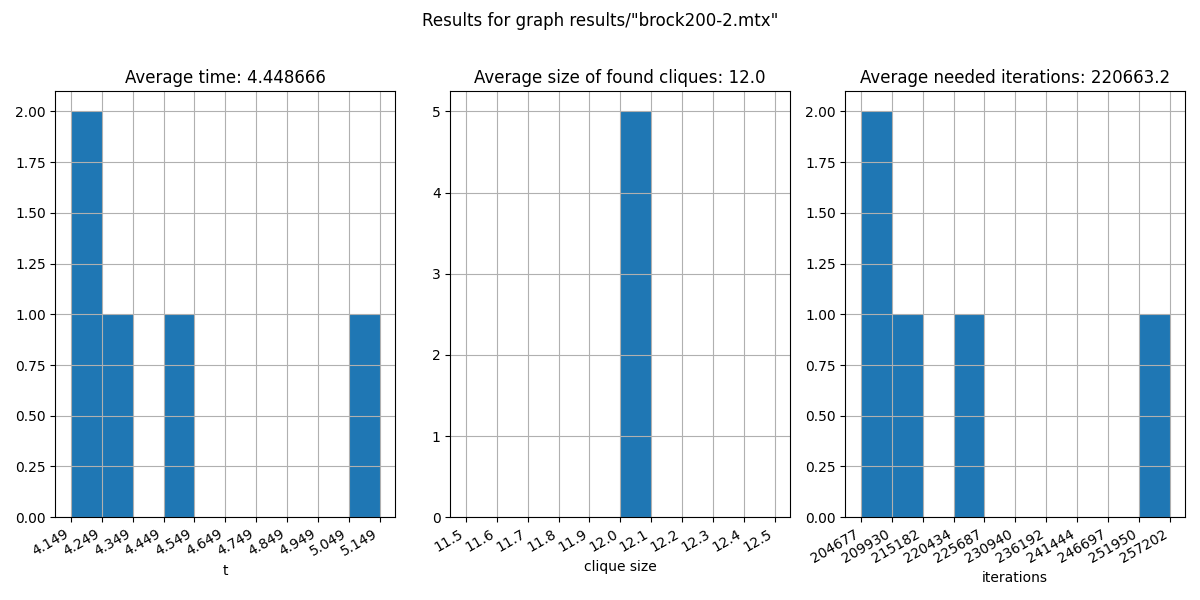 Results for graph results/"brock200-2.mtx"
Average time: 4.448666
2.00
1.75
1.50
1.25
1.00
0.75
0.50
0.25
0.00
4.149 4.249 4.349 4.449 4.549 4.649 4.749 4.849 4.949 5.049 5.149
t
Average size of found cliques: 12.0
5
4
3
2
1
0
11.5 11.6 11.7 11.8 11.9 12.0 12.1 12.2 12.3 12.4 12.5
clique size
Average needed iterations: 220663.2
2.00
1.75
1.50
1.25
1.00
0.75
0.50
0.25
0.00
204677 209930 215182 220434 225687 230940 236192 241444 246697 251950 257202
iterations